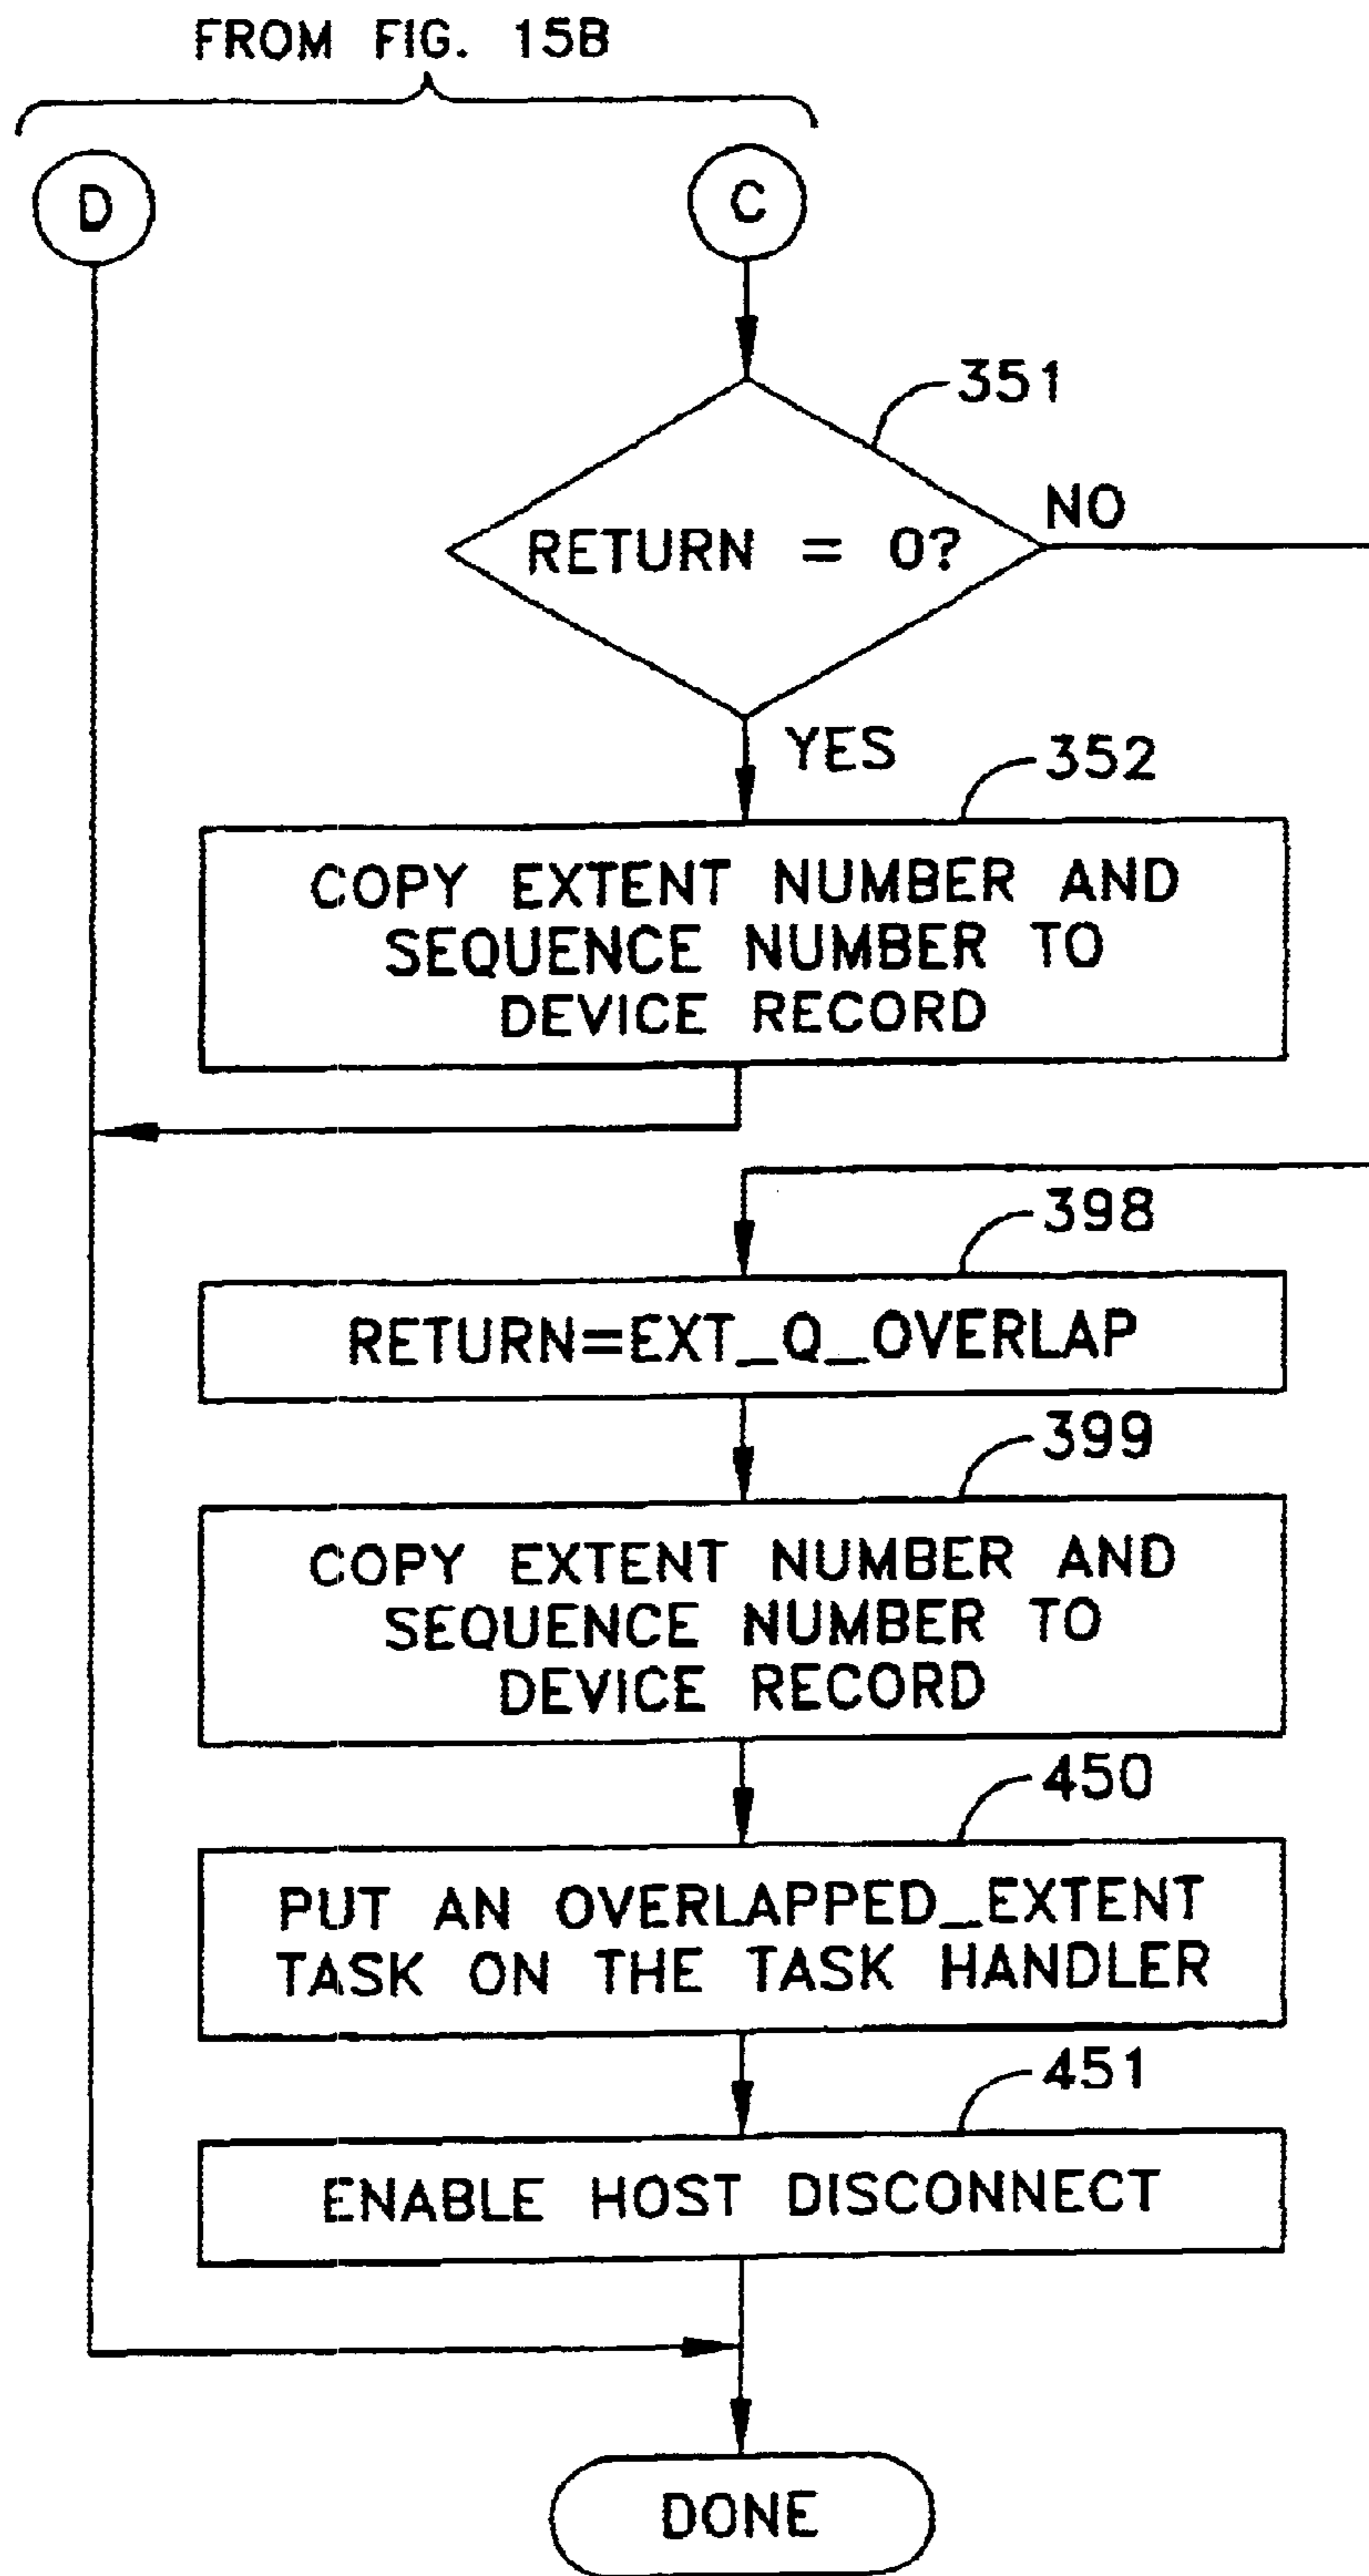 FROM FIG. 15B
D
C
351
RETURN = 0?
NO
YES
352
COPY EXTENT NUMBER AND
SEQUENCE NUMBER TO
DEVICE RECORD
398
RETURN=EXT_Q_OVERLAP
399
COPY EXTENT NUMBER AND
SEQUENCE NUMBER TO
DEVICE RECORD
450
PUT AN OVERLAPPED_EXTENT
TASK ON THE TASK HANDLER
451
ENABLE HOST DISCONNECT
DONE